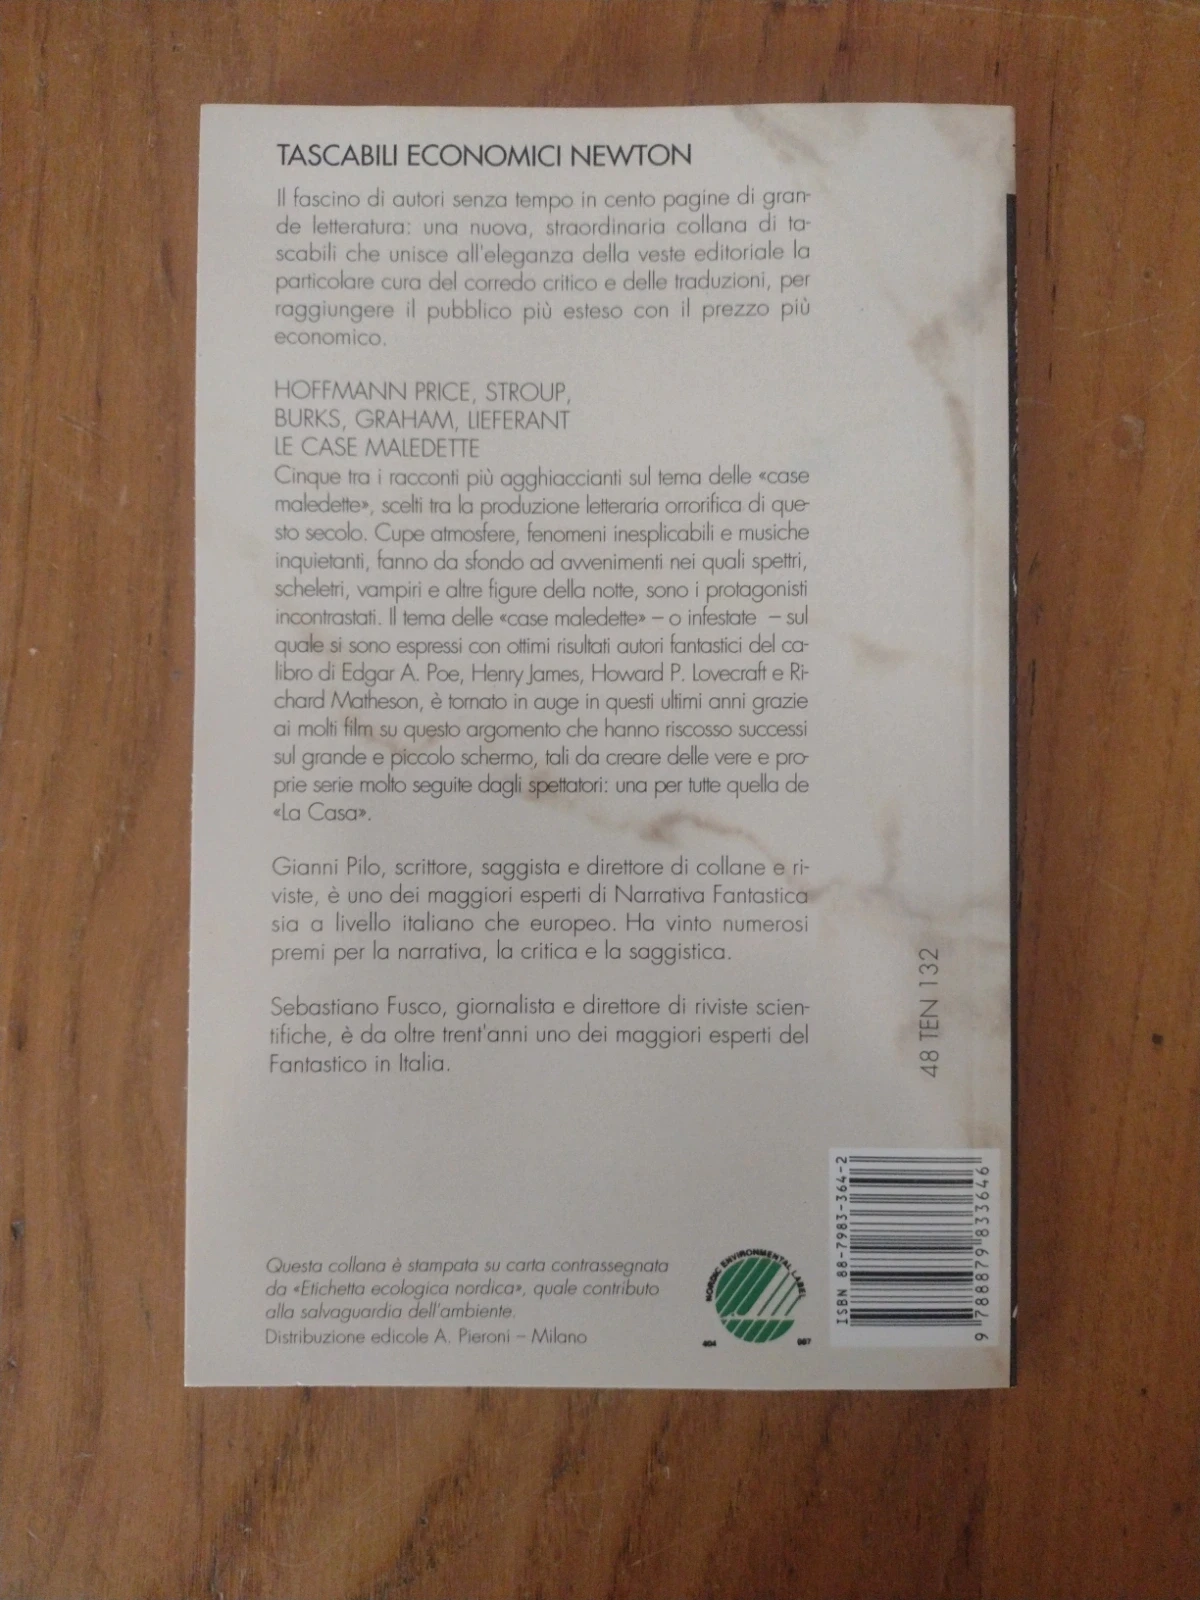 TASCABILI ECONOMICI NEWTON
Il fascino di autori senza tempo in cento pagine di gran-
de letteratura: una nuova, straordinaria collana di ta-
scabili che unisce all'eleganza della veste editoriale la
particolare cura del corredo critico e delle traduzioni, per
raggiungere il pubblico più esteso con il prezzo più
economico.
HOFFMANN PRICE, STROUP,
BURKS, GRAHAM, LIEFERANT
LE CASE MALEDETTE
Cinque tra i racconti più agghiaccianti sul tema delle «case
maledette», scelti tra la produzione letteraria orrorifica di que-
sto secolo. Cupe atmosfere, fenomeni inesplicabili e musiche
inquietanti, fanno da sfondo ad avvenimenti nei quali spettri,
scheletri, vampiri e altre figure della notte, sono i protagonisti
incontrastati. Il tema delle «case maledette» – o infestate – sul
quale si sono espressi con ottimi risultati autori fantastici del ca-
libro di Edgar A. Poe, Henry James, Howard P. Lovecraft e Ri-
chard Matheson, è tornato in auge in questi ultimi anni grazie
ai molti film su questo argomento che hanno riscosso successi
sul grande e piccolo schermo, tali da creare delle vere e pro-
prie serie molto seguite dagli spettatori: una per tutte quella de
«La Casa».
Gianni Pilo, scrittore, saggista e direttore di collane e ri-
viste, è uno dei maggiori esperti di Narrativa Fantastica
sia a livello italiano che europeo. Ha vinto numerosi
premi per la narrativa, la critica e la saggistica.
Sebastiano Fusco, giornalista e direttore di riviste scien-
tifiche, è da oltre trent'anni uno dei maggiori esperti del
Fantastico in Italia.
48 TEN 132
Questa collana è stampata su carta contrassegnata
da «Etichetta ecologica nordica», quale contributo
alla salvaguardia dell'ambiente.
Distribuzione edicole A. Pieroni – Milano
NORDIC ENVIRONMENTAL LABEL
ISBN 88-7983-364-2
9 788879 833646